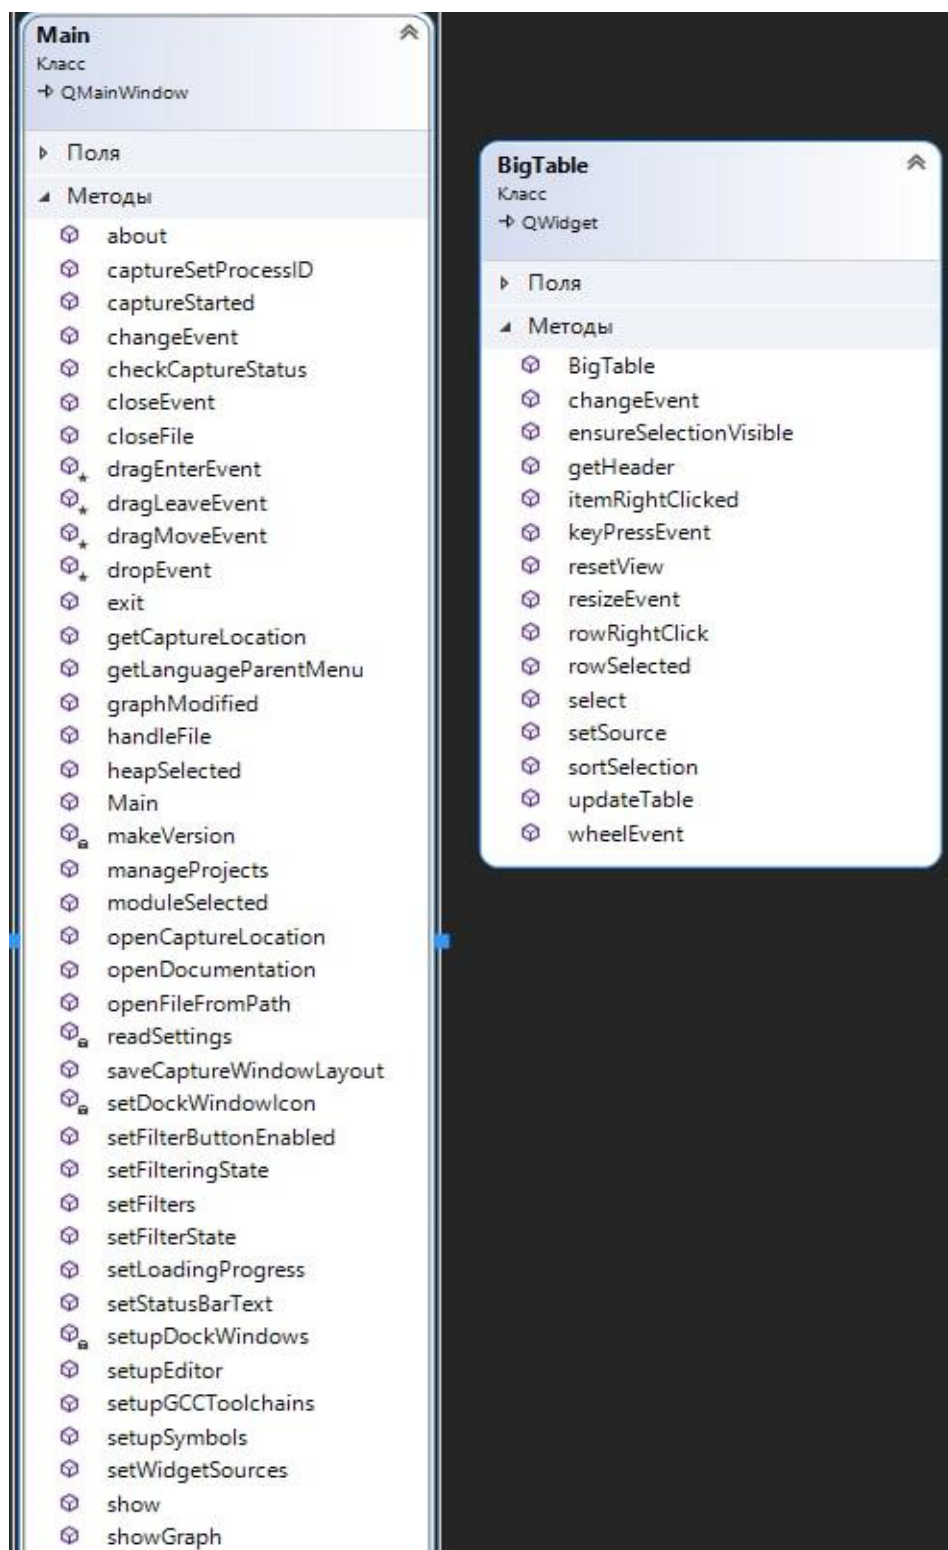 Main
Класс
QMainWindow
Поля
Методы
about
captureSetProcessID
captureStarted
changeEvent
checkCaptureStatus
closeEvent
closeFile
dragEnterEvent
dragLeaveEvent
dragMoveEvent
dropEvent
exit
getCaptureLocation
getLanguageParentMenu
graphModified
handleFile
heapSelected
Main
makeVersion
manageProjects
moduleSelected
openCaptureLocation
openDocumentation
openFileFromPath
readSettings
saveCaptureWindowLayout
setDockWindowIcon
setFilterButtonEnabled
setFilteringState
setFilters
setFilterState
setLoadingProgress
setStatusBarText
setupDockWindows
setupEditor
setupGCCToolchains
setupSymbols
setWidgetSources
show
showGraph
BigTable
Класс
QWidget
Поля
Методы
BigTable
changeEvent
ensureSelectionVisible
getHeader
itemRightClicked
keyPressEvent
resetView
resizeEvent
rowRightClick
rowSelected
select
setSource
sortSelection
updateTable
wheelEvent